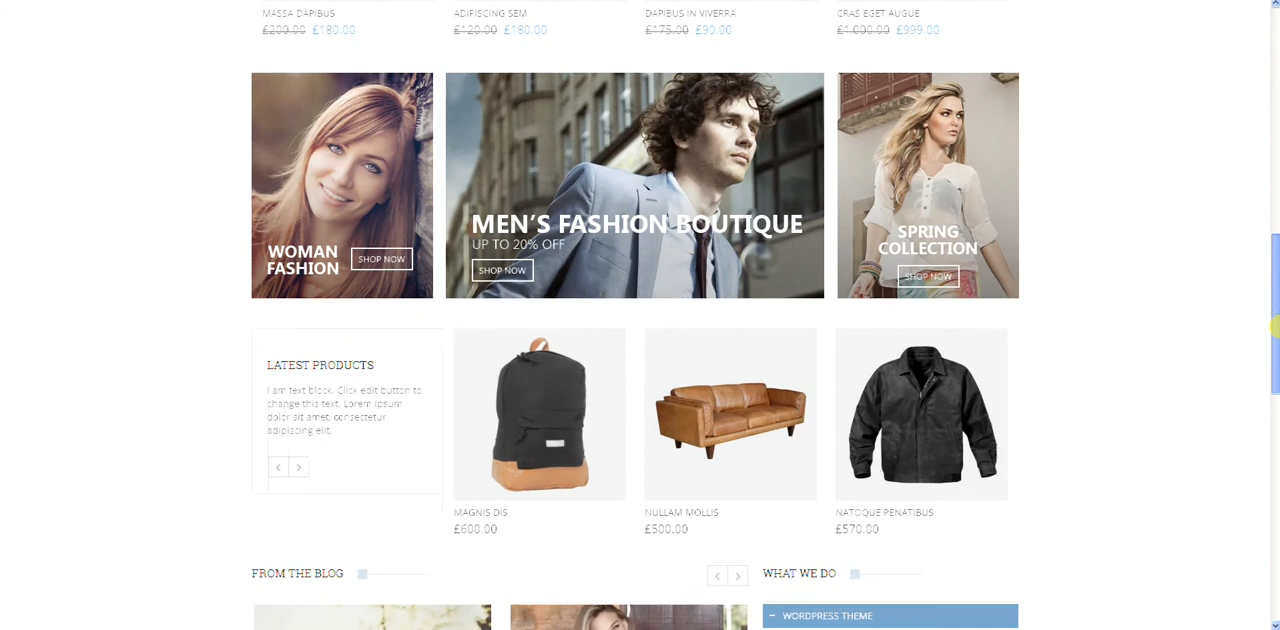 MASSA DAPIBUS
£200.00 £180.00
ADIPISCING SEM
£120.00 £180.00
DAPIBUS IN VIVERRA
£175.00 £90.00
CRAS EGET AUGUE
£1,000.00 £999.00
WOMAN
FASHION
SHOP NOW
MEN'S FASHION BOUTIQUE
UP TO 20% OFF
SHOP NOW
SPRING
COLLECTION
SHOP NOW
LATEST PRODUCTS
I am text block. Click edit button to
change this text. Lorem ipsum
dolor sit amet, consectetur
adipiscing elit.
MAGNIS DIS
£600.00
NULLAM MOLLIS
£500.00
NATOQUE PENATIBUS
£570.00
FROM THE BLOG
WHAT WE DO
WORDPRESS THEME